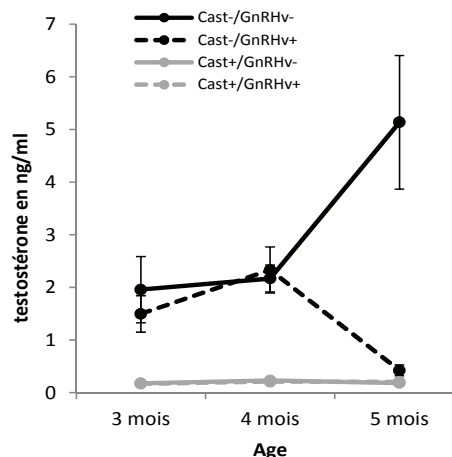 Cast-/GnRHv-
Cast-/GnRHv+
Cast+/GnRHv-
Cast+/GnRHv+
7
6
5
4
3
2
1
0
testostérone en ng/ml
3 mois 4 mois 5 mois
Age